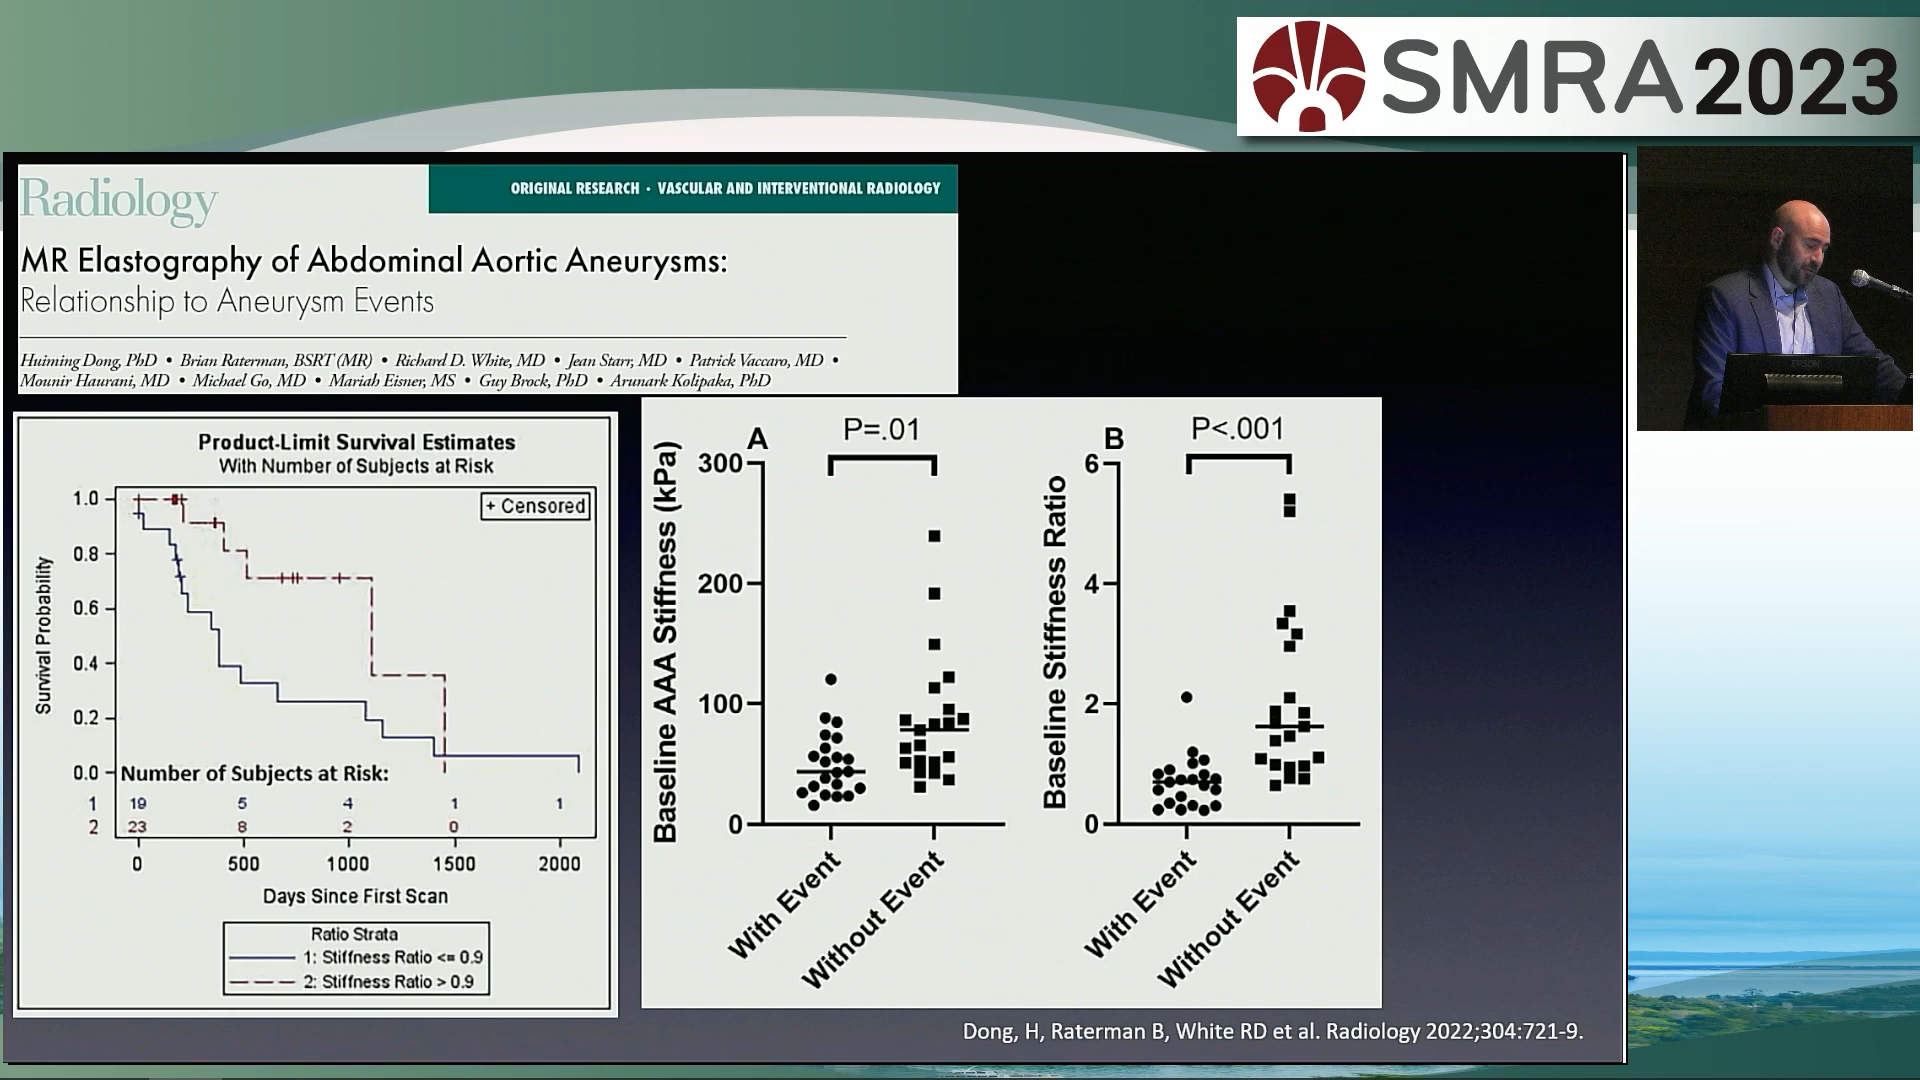 SMRA 2023
Radiology
ORIGINAL RESEARCH · VASCULAR AND INTERVENTIONAL RADIOLOGY
MR Elastography of Abdominal Aortic Aneurysms:
Relationship to Aneurysm Events
Huiming Dong, PhD • Brian Raterman, BSRT (MR) • Richard D. White, MD • Jean Starr, MD • Patrick Vaccaro, MD •
Mounir Haurani, MD • Michael Go, MD • Mariah Eisner, MS • Guy Brock, PhD • Arunark Kolipaka, PhD
Product-Limit Survival Estimates
With Number of Subjects at Risk
+ Censored
Survival Probability
1.0
0.8
0.6
0.4
0.2
0.0
Number of Subjects at Risk:
1 19 5 4 1 1
2 23 8 2 0
0 500 1000 1500 2000
Days Since First Scan
Ratio Strata
1: Stiffness Ratio <= 0.9
2: Stiffness Ratio > 0.9
A
P=.01
Baseline AAA Stiffness (kPa)
300
200
100
0
With Event
Without Event
B
P<.001
Baseline Stiffness Ratio
6
4
2
0
With Event
Without Event
Dong, H, Raterman B, White RD et al. Radiology 2022;304:721-9.
EPSON